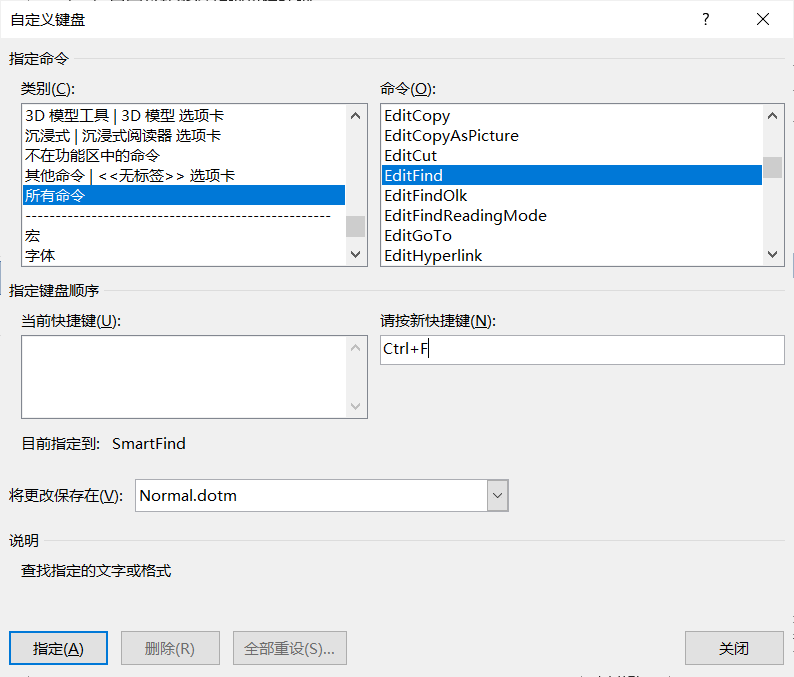 自定义键盘
?
指定命令
类别(C):
命令(O):
3D 模型工具 | 3D 模型 选项卡
沉浸式 | 沉浸式阅读器 选项卡
不在功能区中的命令
其他命令 | <<无标签>> 选项卡
所有命令
--------------------------------------------------
宏
字体
EditCopy
EditCopyAsPicture
EditCut
EditFind
EditFindOlk
EditFindReadingMode
EditGoTo
EditHyperlink
指定键盘顺序
当前快捷键(U):
请按新快捷键(N):
Ctrl+F
目前指定到: SmartFind
将更改保存在(V): Normal.dotm
说明
查找指定的文字或格式
指定(A)
删除(R)
全部重设(S)...
关闭